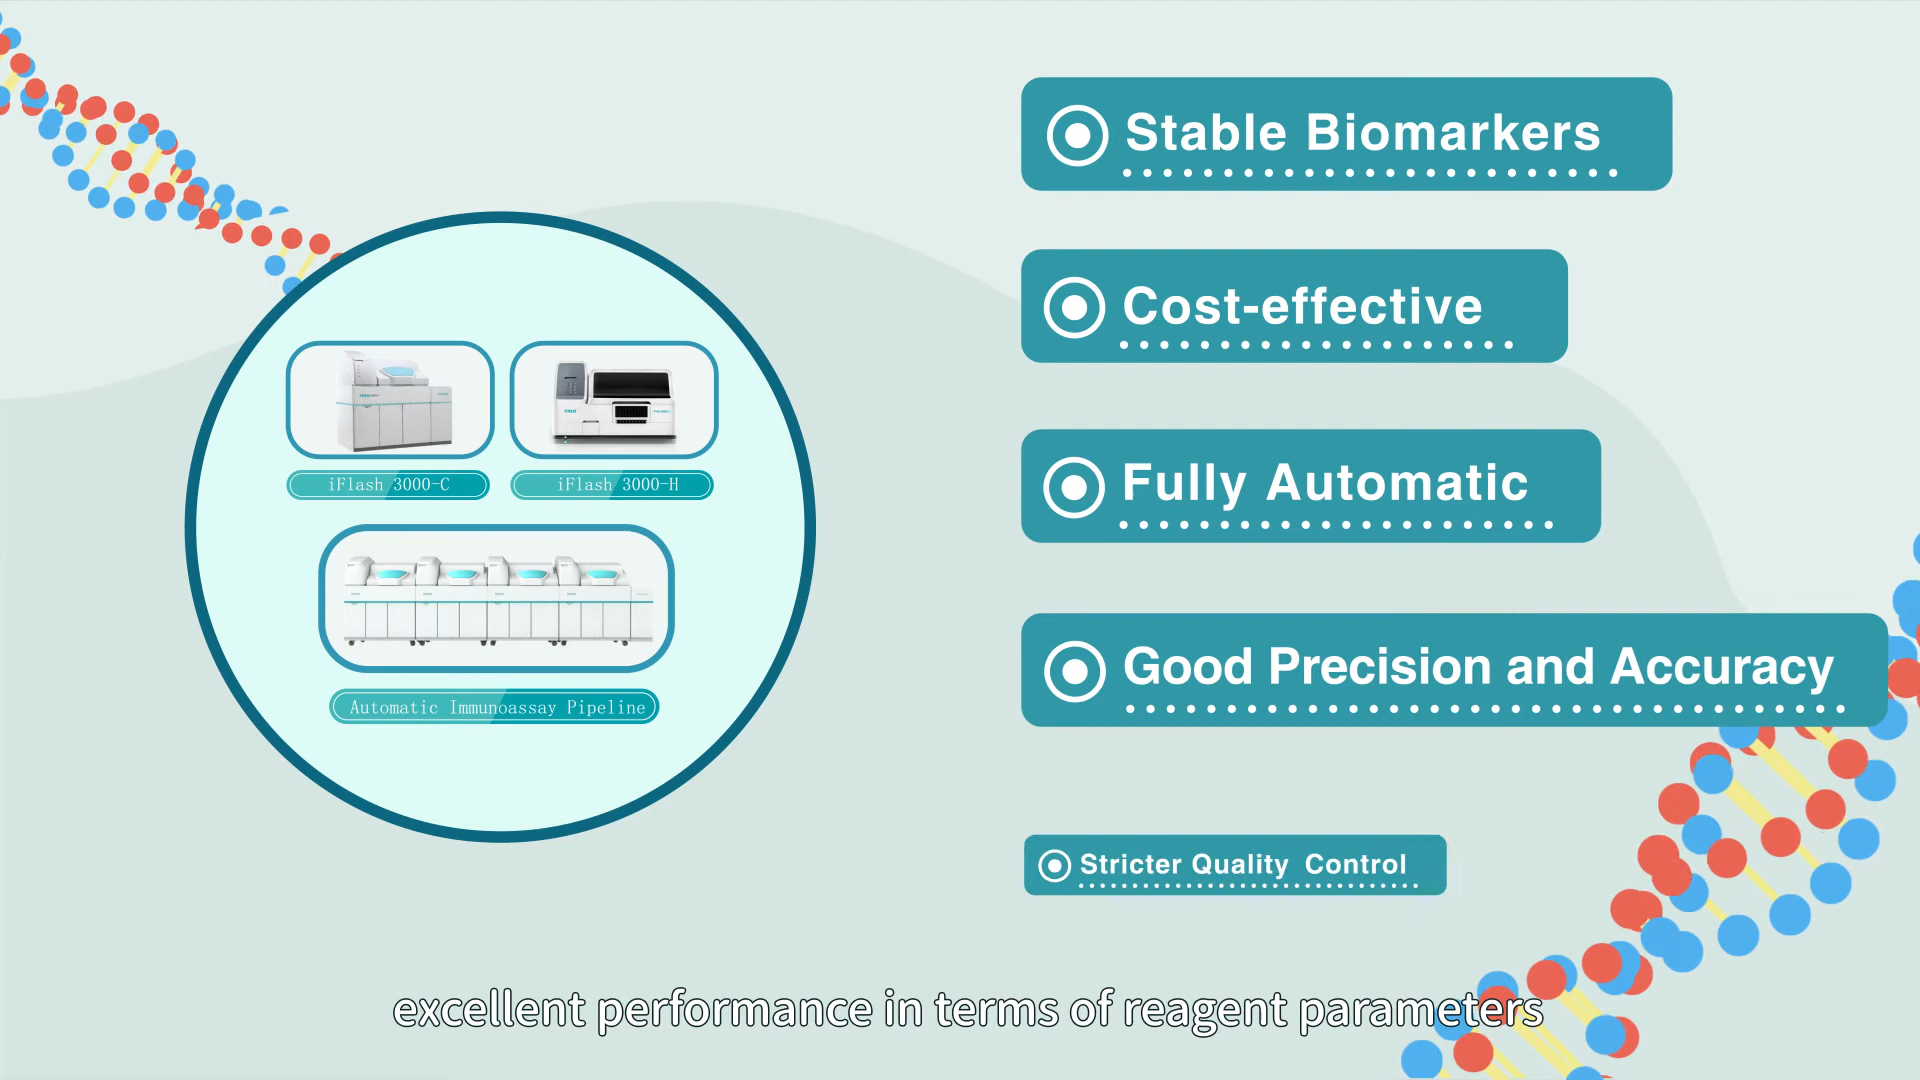 Stable Biomarkers
Cost-effective
Fully Automatic
Good Precision and Accuracy
Stricter Quality Control
iFlash 3000-C
iFlash 3000-H
Automatic Immunoassay Pipeline
excellent performance in terms of reagent parameters